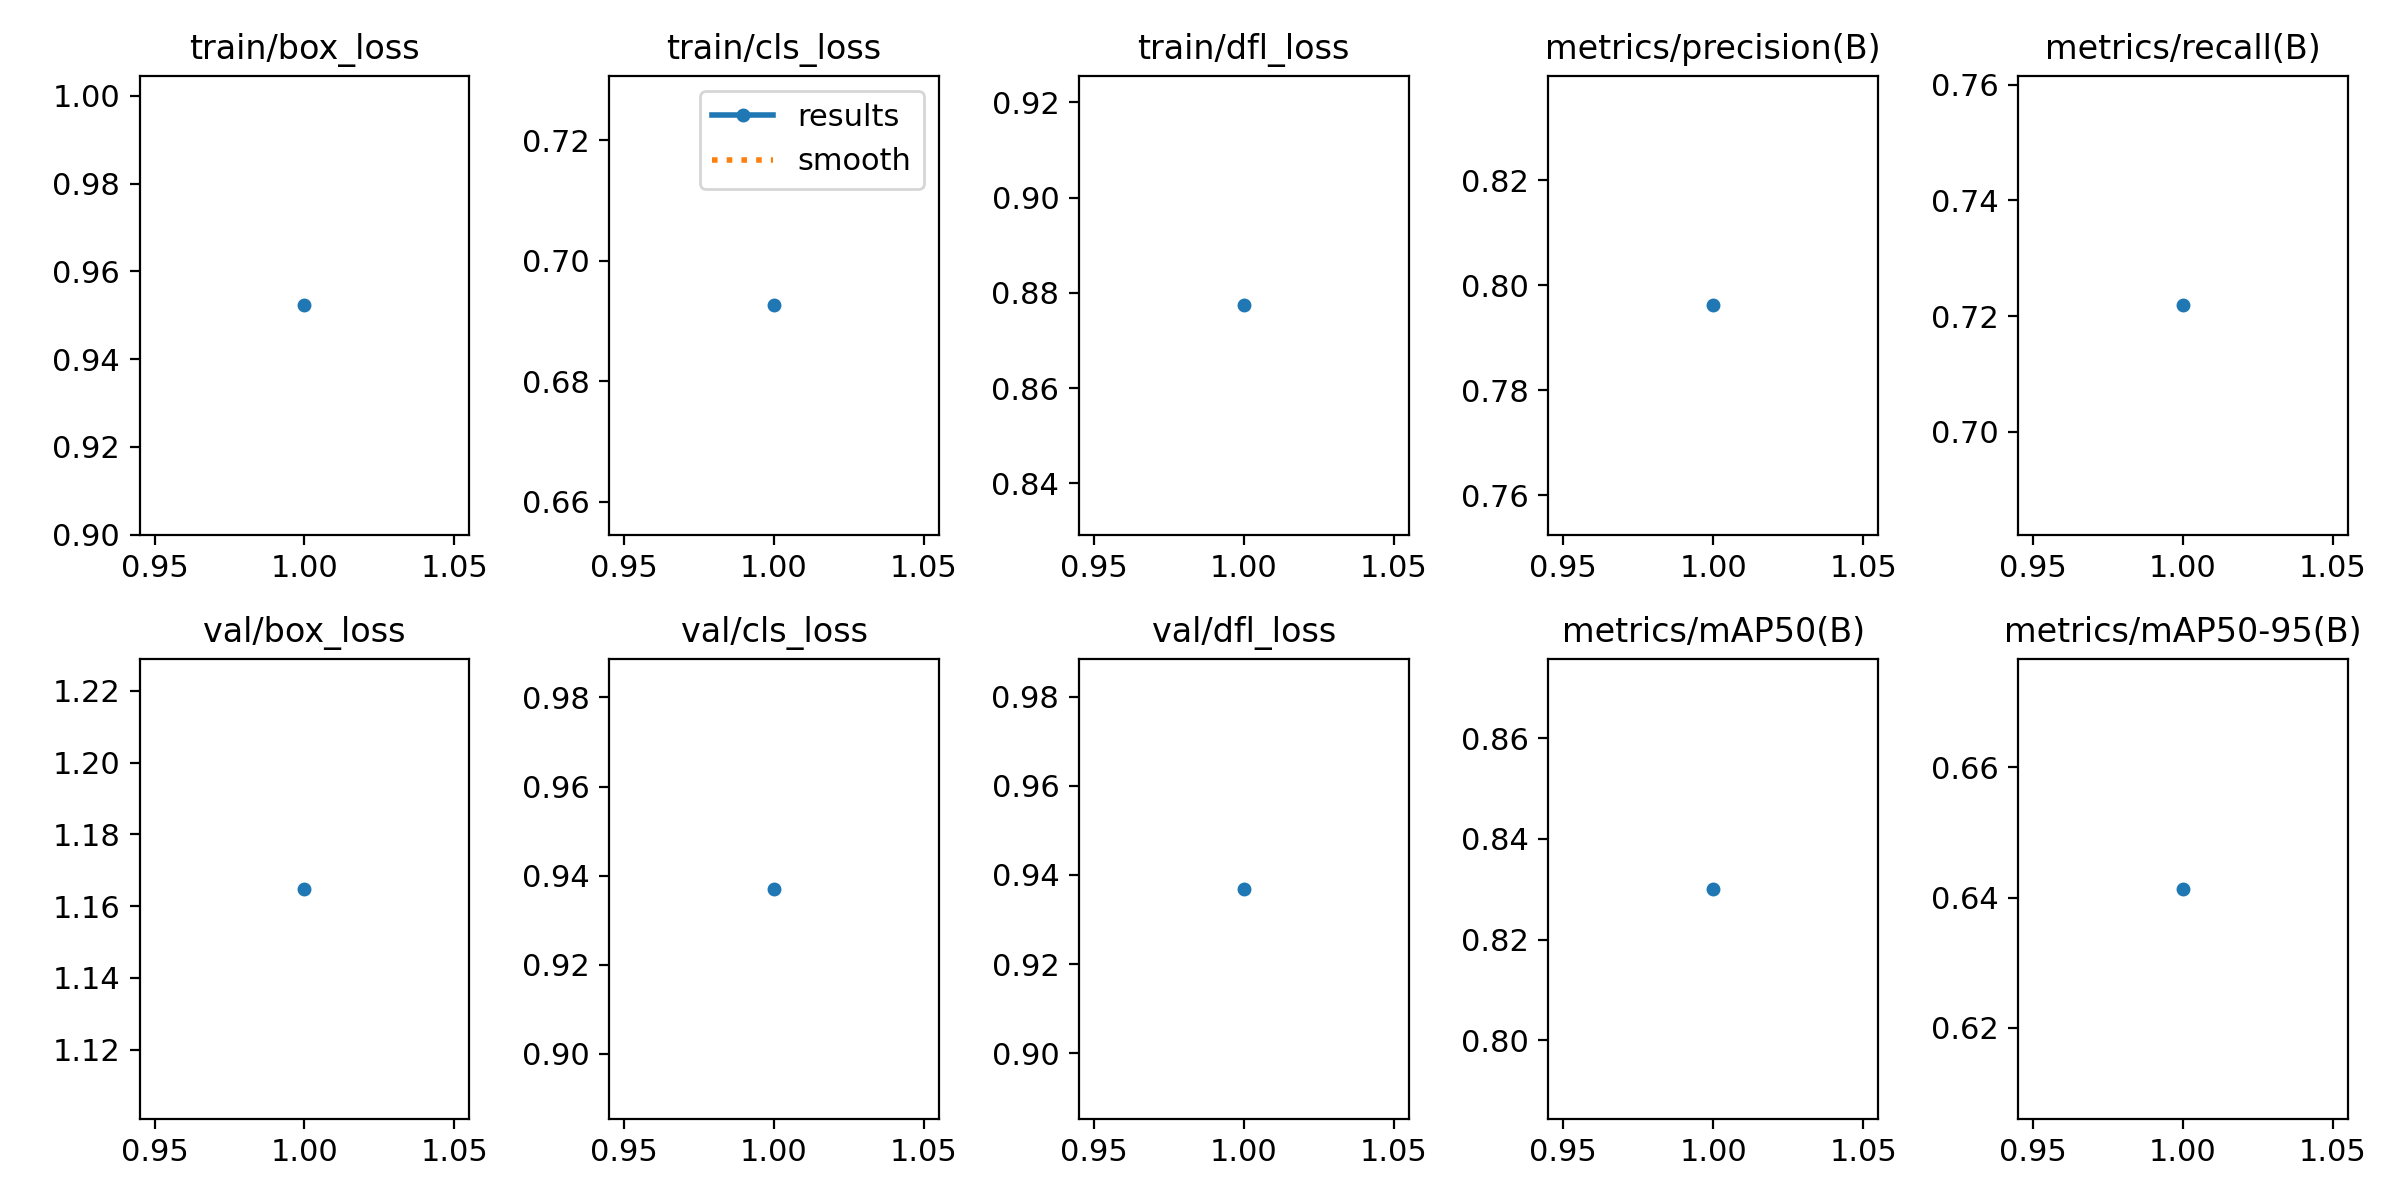 train/box_loss
1.00
0.98
0.96
0.94
0.92
0.90
0.95 1.00 1.05
train/cls_loss
results
smooth
0.72
0.70
0.68
0.66
0.95 1.00 1.05
train/dfl_loss
0.92
0.90
0.88
0.86
0.84
0.95 1.00 1.05
metrics/precision(B)
0.82
0.80
0.78
0.76
0.95 1.00 1.05
metrics/recall(B)
0.76
0.74
0.72
0.70
0.95 1.00 1.05
val/box_loss
1.22
1.20
1.18
1.16
1.14
1.12
0.95 1.00 1.05
val/cls_loss
0.98
0.96
0.94
0.92
0.90
0.95 1.00 1.05
val/dfl_loss
0.98
0.96
0.94
0.92
0.90
0.95 1.00 1.05
metrics/mAP50(B)
0.86
0.84
0.82
0.80
0.95 1.00 1.05
metrics/mAP50-95(B)
0.66
0.64
0.62
0.95 1.00 1.05